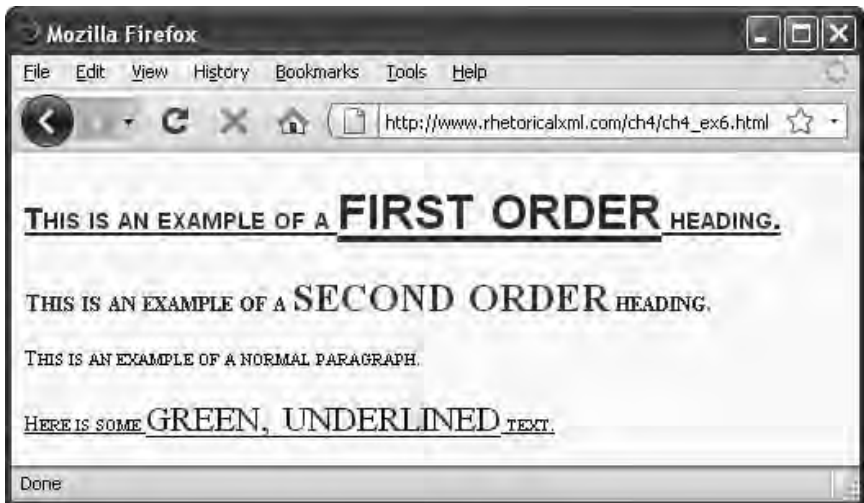 Mozilla Firefox
File Edit View History Bookmarks Tools Help
http://www.rhetoricalxml.com/ch4/ch4_ex6.html
THIS IS AN EXAMPLE OF A FIRST ORDER HEADING.
THIS IS AN EXAMPLE OF A SECOND ORDER HEADING.
THIS IS AN EXAMPLE OF A NORMAL PARAGRAPH.
HERE IS SOME GREEN, UNDERLINED TEXT.
Done